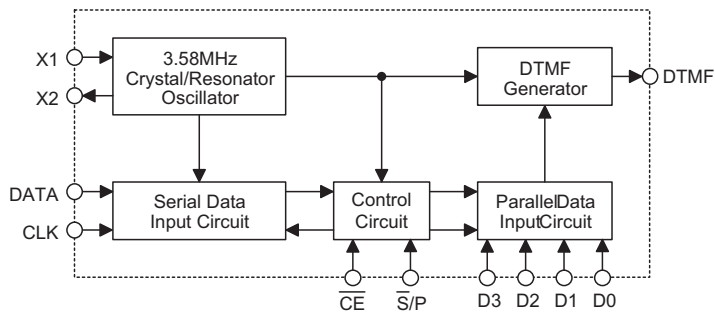 X1
X2
3.58MHz
Crystal/Resonator
Oscillator
DTMF
Generator
DTMF
DATA
CLK
Serial Data
Input Circuit
Control
Circuit
ParallelData
InputCircuit
C̅E̅
S̅/P
D3
D2
D1
D0